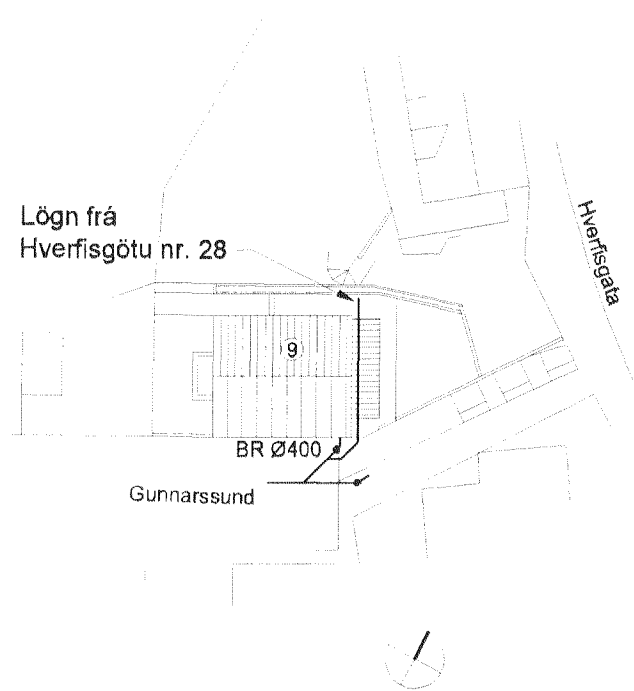 Lögn frá
Hverfisgötu nr. 28
Hverfisgata
9
BR Ø400
Gunnarssund